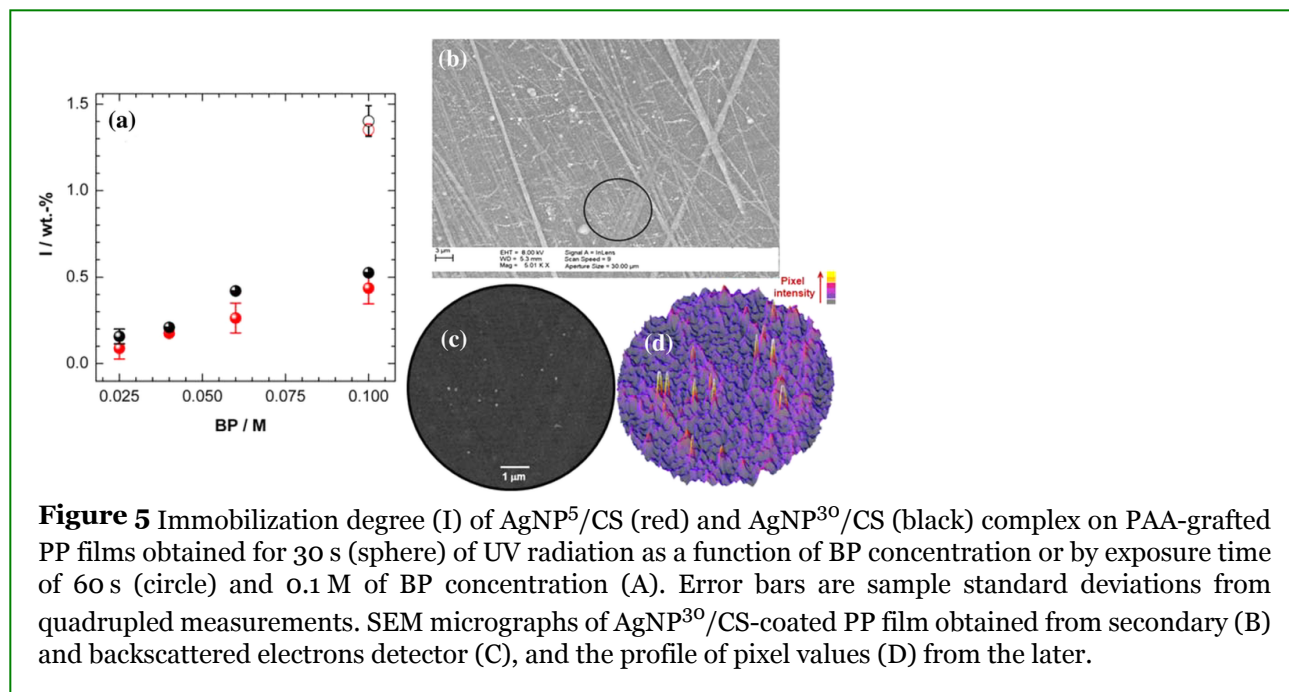 (a)
1.5
1.0
0.5
0.0
I / wt.-%
0.025 0.050 0.075 0.100
BP / M
(b)
3 µm
EHT = 8.00 kV Signal A = InLens
WD = 5.3 mm Scan Speed = 9
Mag = 5.01 K X Aperture Size = 30.00 µm
(c)
1 µm
Pixel
intensity
(d)
Figure 5 Immobilization degree (I) of AgNP⁵/CS (red) and AgNP³⁰/CS (black) complex on PAA-grafted
PP films obtained for 30 s (sphere) of UV radiation as a function of BP concentration or by exposure time
of 60 s (circle) and 0.1 M of BP concentration (A). Error bars are sample standard deviations from
quadrupled measurements. SEM micrographs of AgNP³⁰/CS-coated PP film obtained from secondary (B)
and backscattered electrons detector (C), and the profile of pixel values (D) from the later.